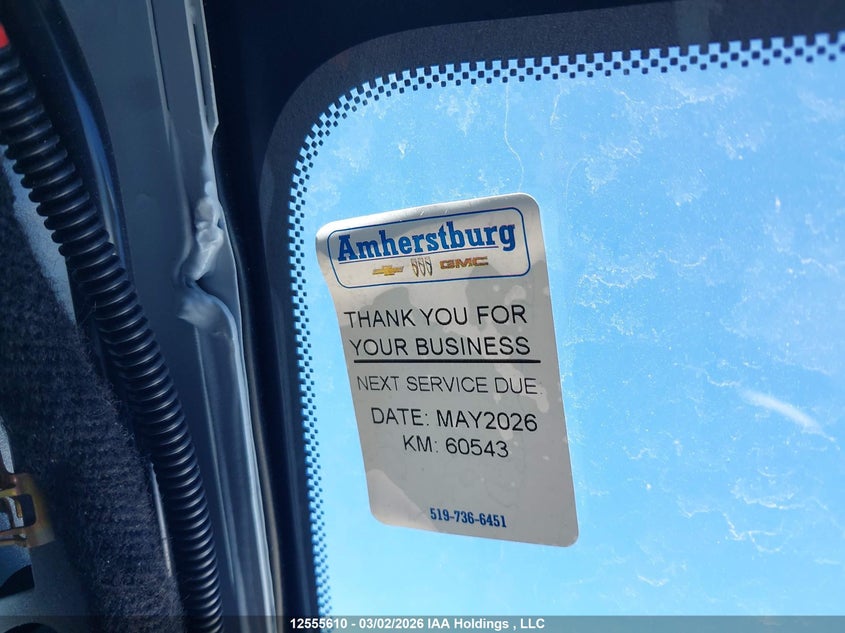 Amherstburg
GMC
THANK YOU FOR
YOUR BUSINESS
NEXT SERVICE DUE
DATE: MAY2026
KM: 60543
519-736-6451
12555610 - 03/02/2026 IAA Holdings , LLC